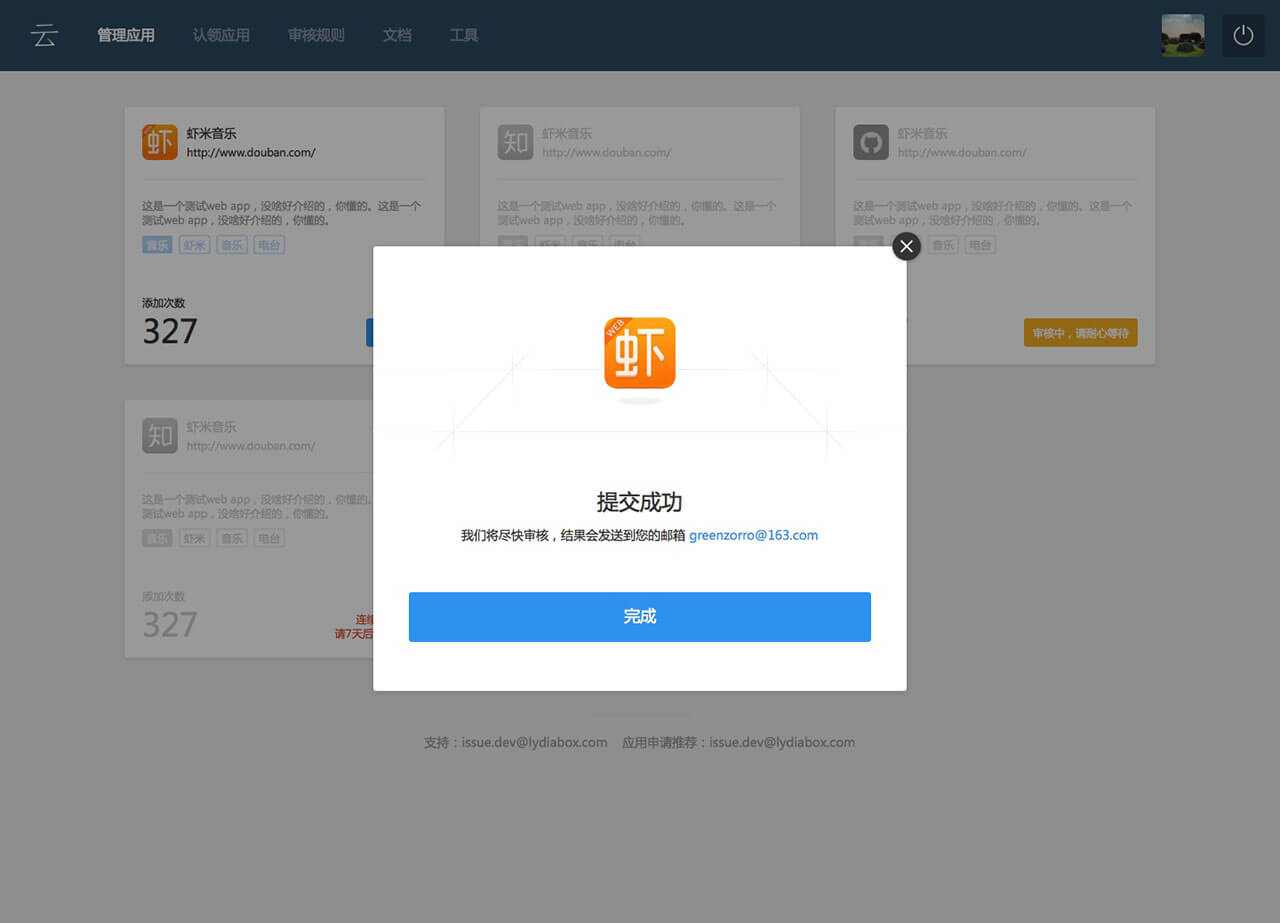 云 管理应用 认领应用 审核规则 文档 工具
虾 虾米音乐
http://www.douban.com/
这是一个测试web app，没啥好介绍的，你懂的。这是一个
测试web app，没啥好介绍的，你懂的。
音乐 虾米 音乐 电台
添加次数
327
知 虾米音乐
http://www.douban.com/
这是一个测试web app，没啥好介绍的，你懂的。这是一个
测试web app，没啥好介绍的，你懂的。
音乐 虾米 音乐 电台
虾米音乐
http://www.douban.com/
这是一个测试web app，没啥好介绍的，你懂的。这是一个
测试web app，没啥好介绍的，你懂的。
音乐 电台
审核中，请耐心等待
知 虾米音乐
http://www.douban.com/
这是一个测试web app，没啥好介绍的，你懂的。
测试web app，没啥好介绍的，你懂的。
音乐 虾米 音乐 电台
添加次数
327
连续
请7天后
WEB
虾
提交成功
我们将尽快审核，结果会发送到您的邮箱 greenzorro@163.com
完成
支持：issue.dev@lydiabox.com 应用申请推荐：issue.dev@lydiabox.com